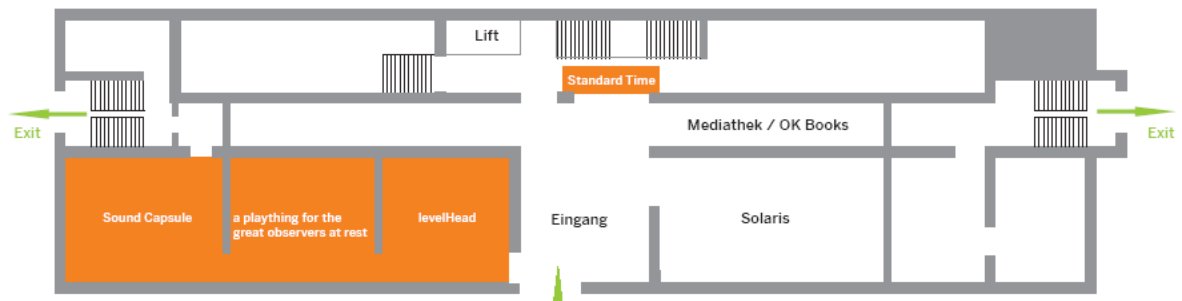 Lift
Standard Time
Exit
Mediathek / OK Books
Exit
Sound Capsule
a plaything for the
great observers at rest
levelHead
Eingang
Solaris